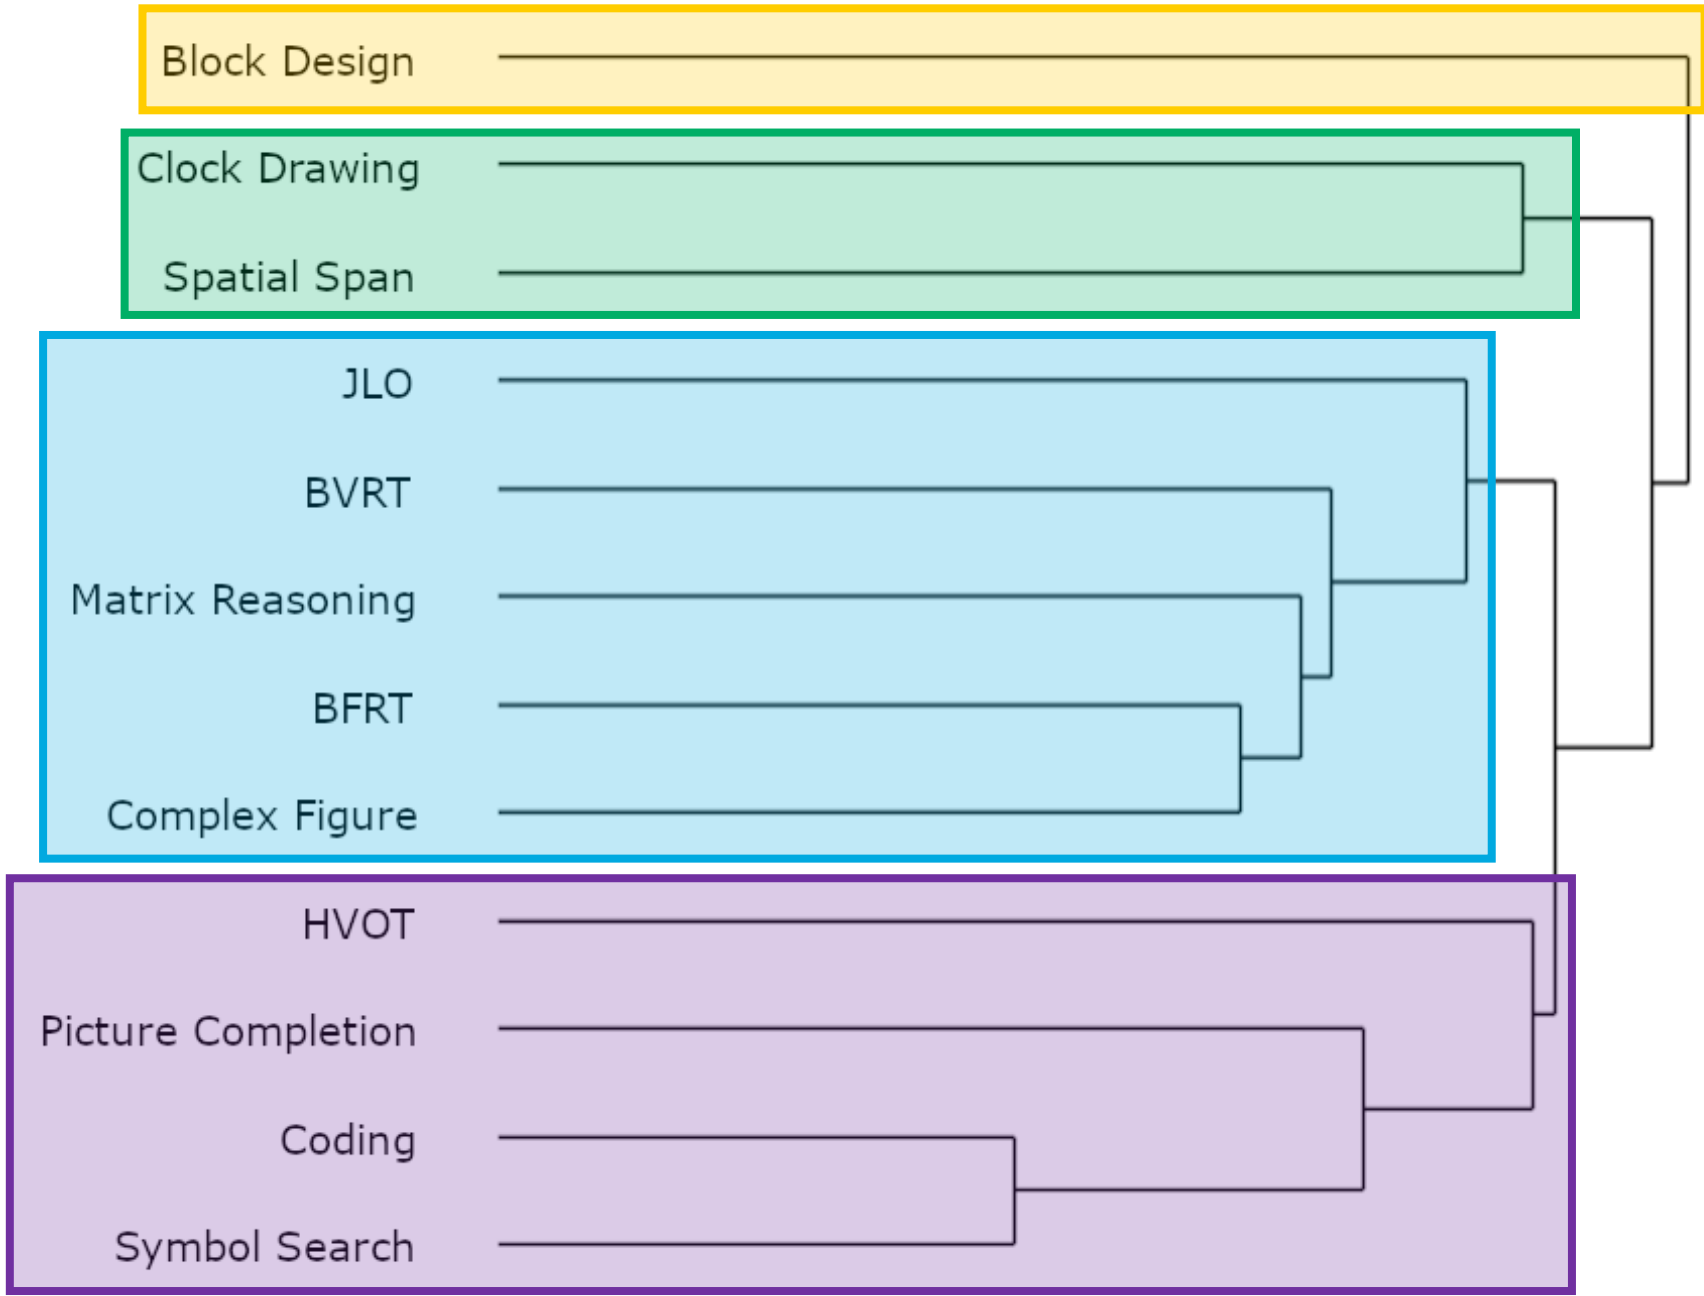 Block Design
Clock Drawing
Spatial Span
JLO
BVRT
Matrix Reasoning
BFRT
Complex Figure
HVOT
Picture Completion
Coding
Symbol Search